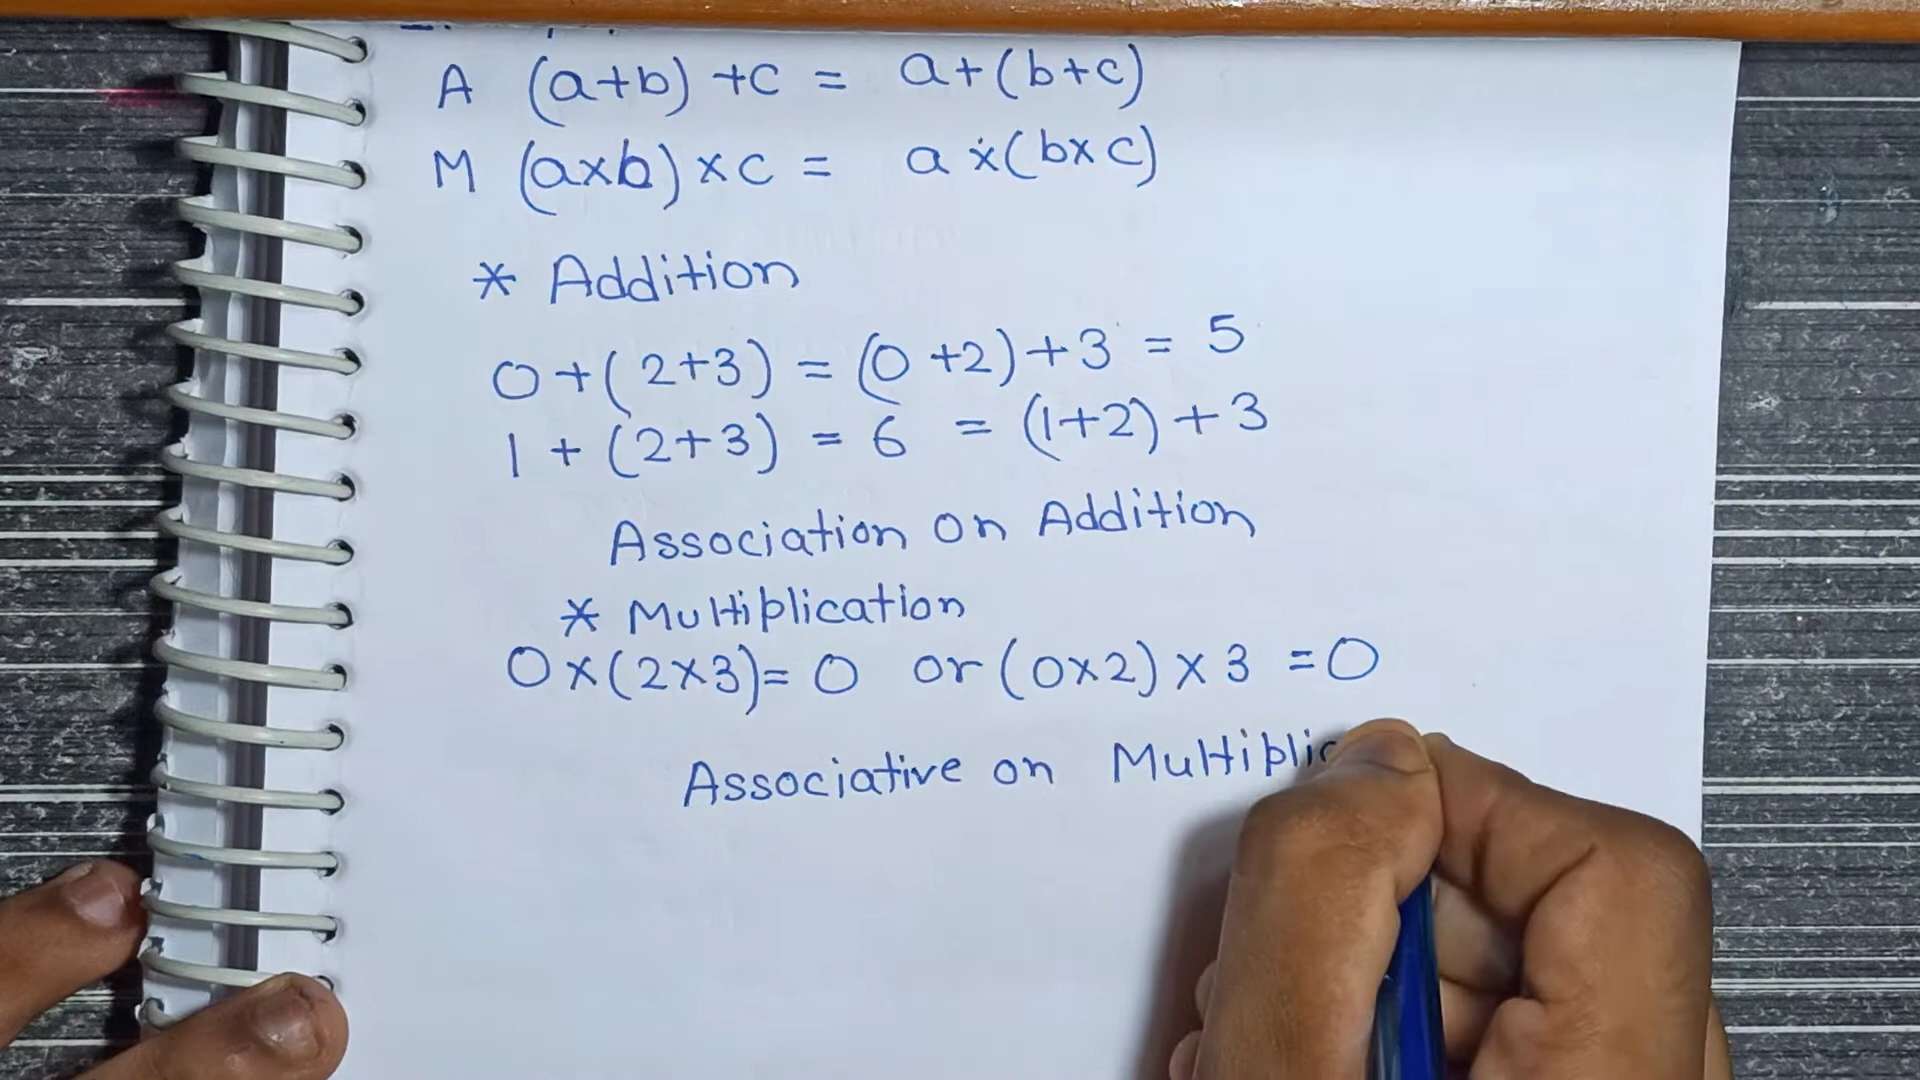 A (a+b) +c = a+(b+c)
M (a×b) ×c = a ×(b×c)
* Addition
0+(2+3) = (0+2)+3 = 5
1+(2+3) = 6 = (1+2)+3
Association on Addition
* Multiplication
0×(2×3)= 0 or (0×2) × 3 =0
Associative on Multiplic